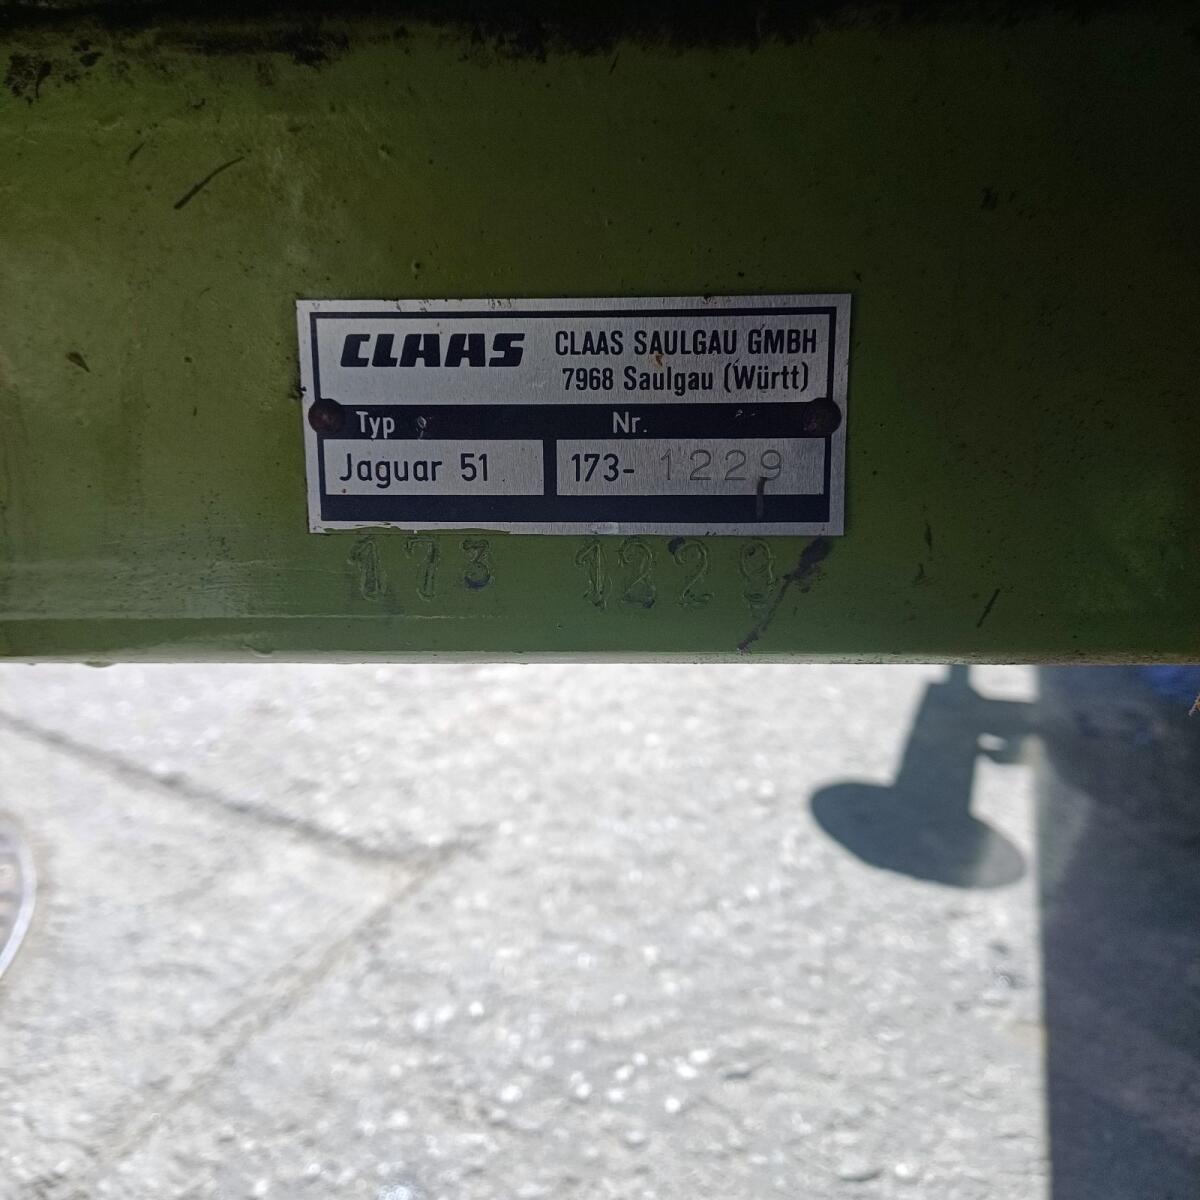 CLAAS
CLAAS SAULGAU GMBH
7968 Saulgau (Württ)
Typ Nr.
Jaguar 51 173- 1229
173 1229